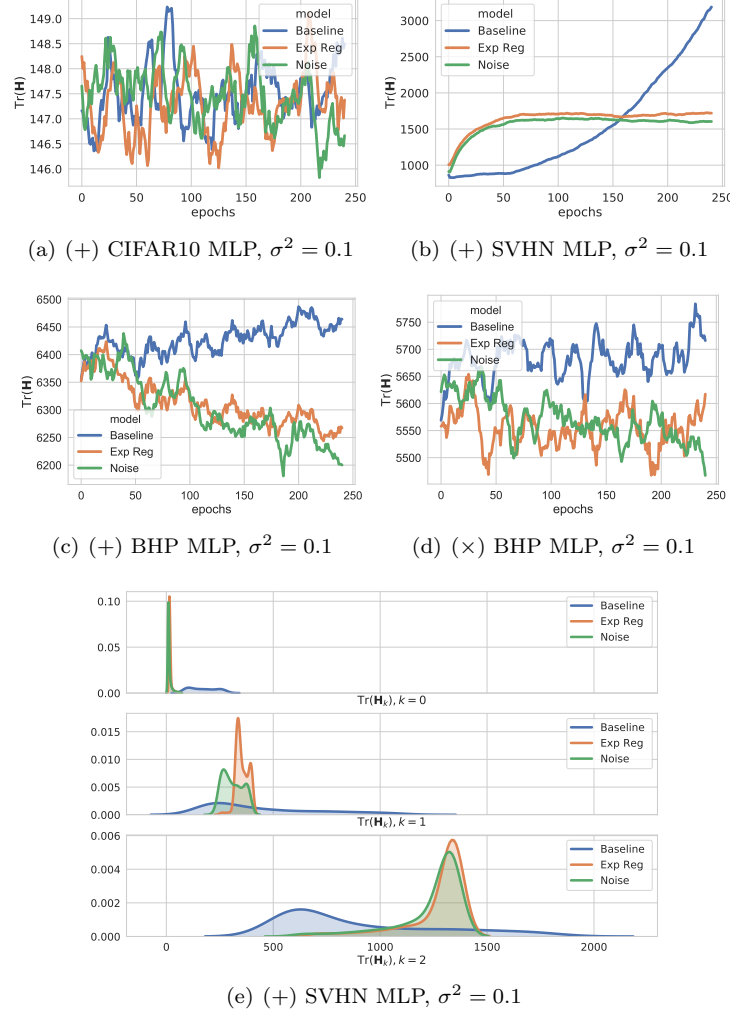 149.0
148.5
148.0
147.5
147.0
146.5
146.0
Tr(H)
0 50 100 150 200 250
epochs
model
Baseline
Exp Reg
Noise
3000
2500
2000
1500
1000
Tr(H)
0 50 100 150 200 250
epochs
model
Baseline
Exp Reg
Noise
(a) (+) CIFAR10 MLP, σ² = 0.1
(b) (+) SVHN MLP, σ² = 0.1
6500
6450
6400
6350
6300
6250
6200
Tr(H)
0 50 100 150 200 250
epochs
model
Baseline
Exp Reg
Noise
5750
5700
5650
5600
5550
5500
Tr(H)
0 50 100 150 200 250
epochs
model
Baseline
Exp Reg
Noise
(c) (+) BHP MLP, σ² = 0.1
(d) (×) BHP MLP, σ² = 0.1
0.10
0.05
0.00
Baseline
Exp Reg
Noise
Tr(Hₖ), k = 0
0.015
0.010
0.005
0.000
Baseline
Exp Reg
Noise
Tr(Hₖ), k = 1
0.006
0.004
0.002
0.000
Baseline
Exp Reg
Noise
0 500 1000 1500 2000
Tr(Hₖ), k = 2
(e) (+) SVHN MLP, σ² = 0.1